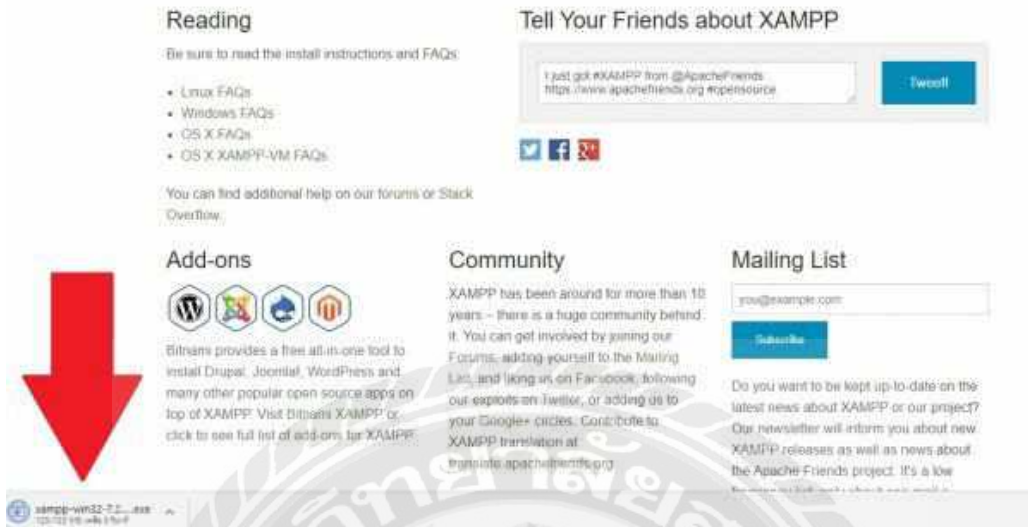 Reading
Be sure to read the install instructions and FAQs:
• Linux FAQs
• Windows FAQs
• OS X FAQs
• OS X XAMPP-VM FAQs
You can find additional help on our forums or Stack
Overflow.
Tell Your Friends about XAMPP
I just got #XAMPP from @ApacheFriends
https://www.apachefriends.org #opensource
Tweet!
Add-ons
Bitnami provides a free all-in-one tool to
install Drupal, Joomla!, WordPress and
many other popular open source apps on
top of XAMPP. Visit Bitnami XAMPP or
click to see full list of add-ons for XAMPP.
Community
XAMPP has been around for more than 10
years – there is a huge community behind
it. You can get involved by joining our
Forums, adding yourself to the Mailing
List, and liking us on Facebook, following
our exploits on Twitter, or adding us to
your Google+ circles. Contribute to
XAMPP translation at
translate.apachefriends.org
Mailing List
you@example.com
Subscribe
Do you want to be kept up-to-date on the
latest news about XAMPP or our project?
Our newsletter will inform you about new
XAMPP releases as well as news about
the Apache Friends project. It's a low
xampp-win32-7.2....exe